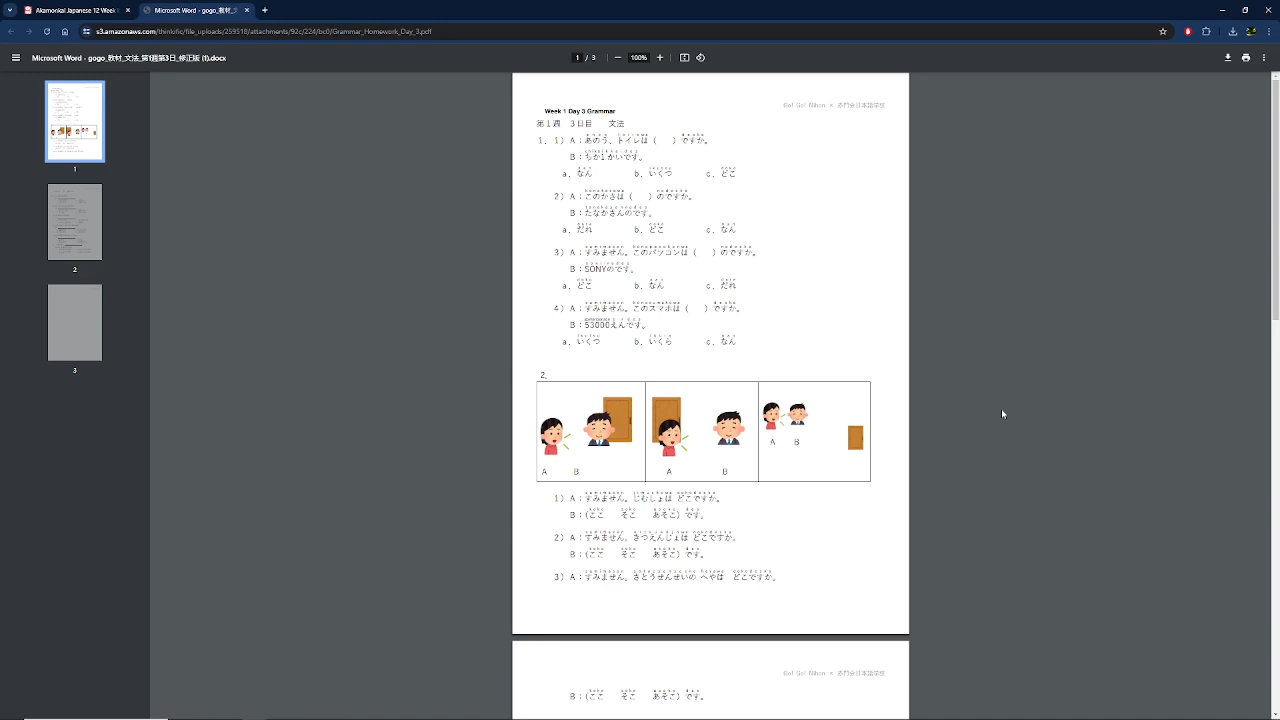 Akamonkai Japanese 12 Week
Microsoft Word - gogo_教材_文
s3.amazonaws.com/thinkific/file_uploads/259518/attachments/92c/224/bc0/Grammar_Homework_Day_3.pdf
Microsoft Word - gogo_教材_文法_第1週第3日_修正版 (1).docx
1 / 3
100%
1
2
3
Go! Go! Nihon × 赤門会日本語学校
Week 1 Day 3 Grammar
第1週 3日目 文法
1. 1) A:あのう、トイレは( )ですか。
B:ちか1かいです。
a. なん b. いくつ c. どこ
2) A:このかさは( )のですか。
B:たなかさんのです。
a. だれ b. どこ c. なん
3) A:すみません。このパソコンは( )のですか。
B:SONYのです。
a. どこ b. なん c. だれ
4) A:すみません。このスマホは( )ですか。
B:53000えんです。
a. いくつ b. いくら c. なん
2.
A B
A B
A B
1) A:すみません。じむしょは どこですか。
B:(ここ そこ あそこ)です。
2) A:すみません。きつえんじょは どこですか。
B:(ここ そこ あそこ)です。
3) A:すみません。さとうせんせいの へやは どこですか。
Go! Go! Nihon × 赤門会日本語学校
B:(ここ そこ あそこ)です。